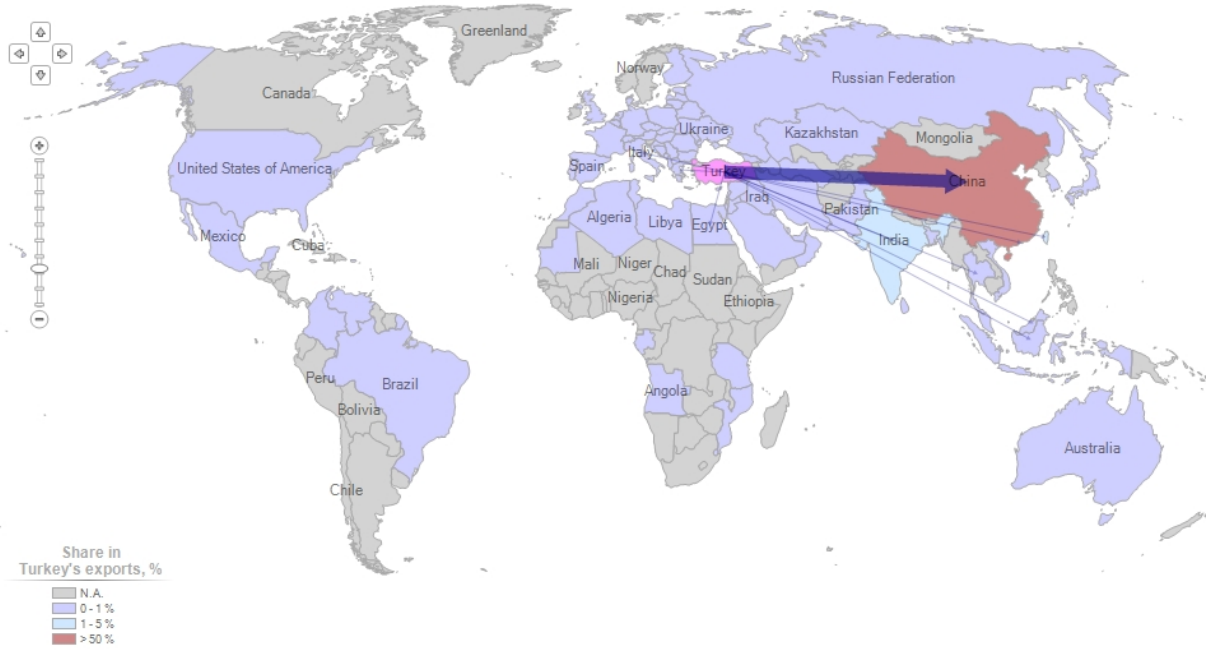 Greenland
Norway
Russian Federation
Canada
Ukraine
Kazakhstan
Mongolia
Italy
Spain
United States of America
Turkey
China
Iraq
Pakistan
Algeria
Libya
Egypt
India
Mexico
Cuba
Mali
Niger
Chad
Sudan
Nigeria
Ethiopia
Peru
Brazil
Angola
Bolivia
Australia
Chile
Share in
Turkey's exports, %
N.A.
0 - 1 %
1 - 5 %
> 50 %